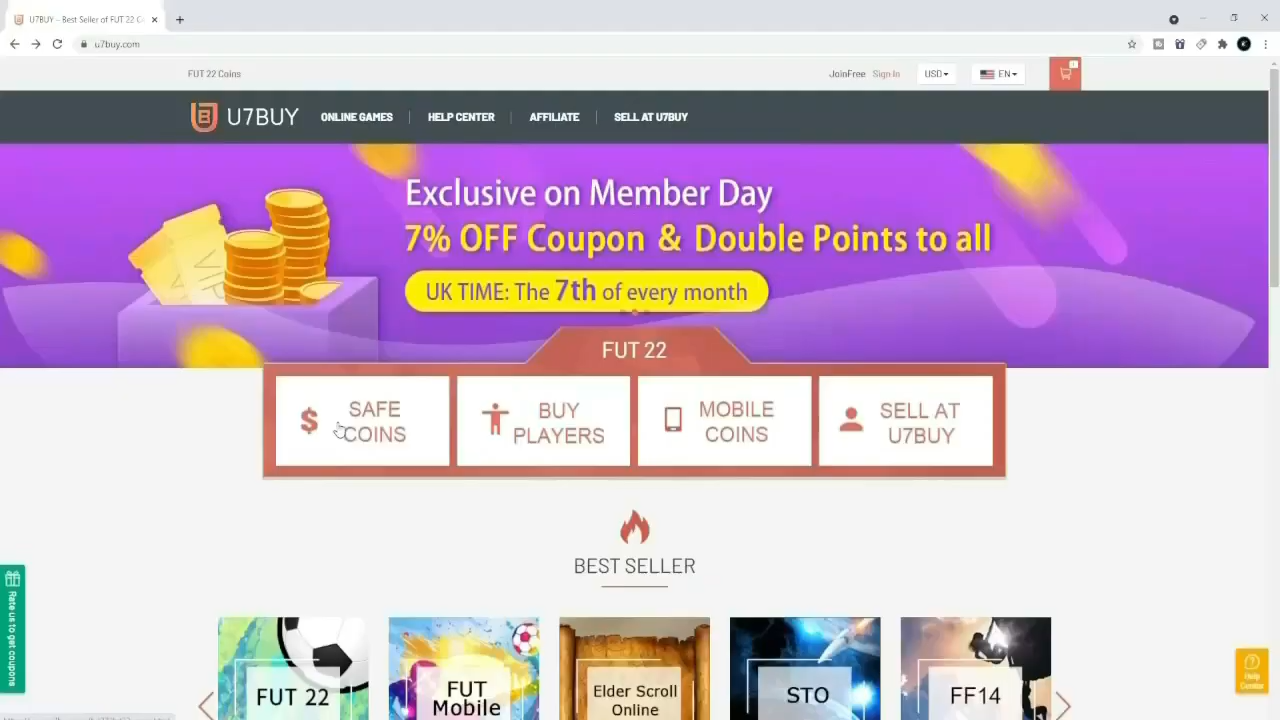 U7BUY – Best Seller of FUT 22 C
u7buy.com
FUT 22 Coins
JoinFree Sign In USD EN 1
U7BUY ONLINE GAMES HELP CENTER AFFILIATE SELL AT U7BUY
Exclusive on Member Day
7% OFF Coupon & Double Points to all
UK TIME: The 7th of every month
FUT 22
SAFE
COINS
BUY
PLAYERS
MOBILE
COINS
SELL AT
U7BUY
BEST SELLER
Rate us to get coupons
FUT 22
FUT
Mobile
Elder Scroll
Online
STO
FF14
Help
Center